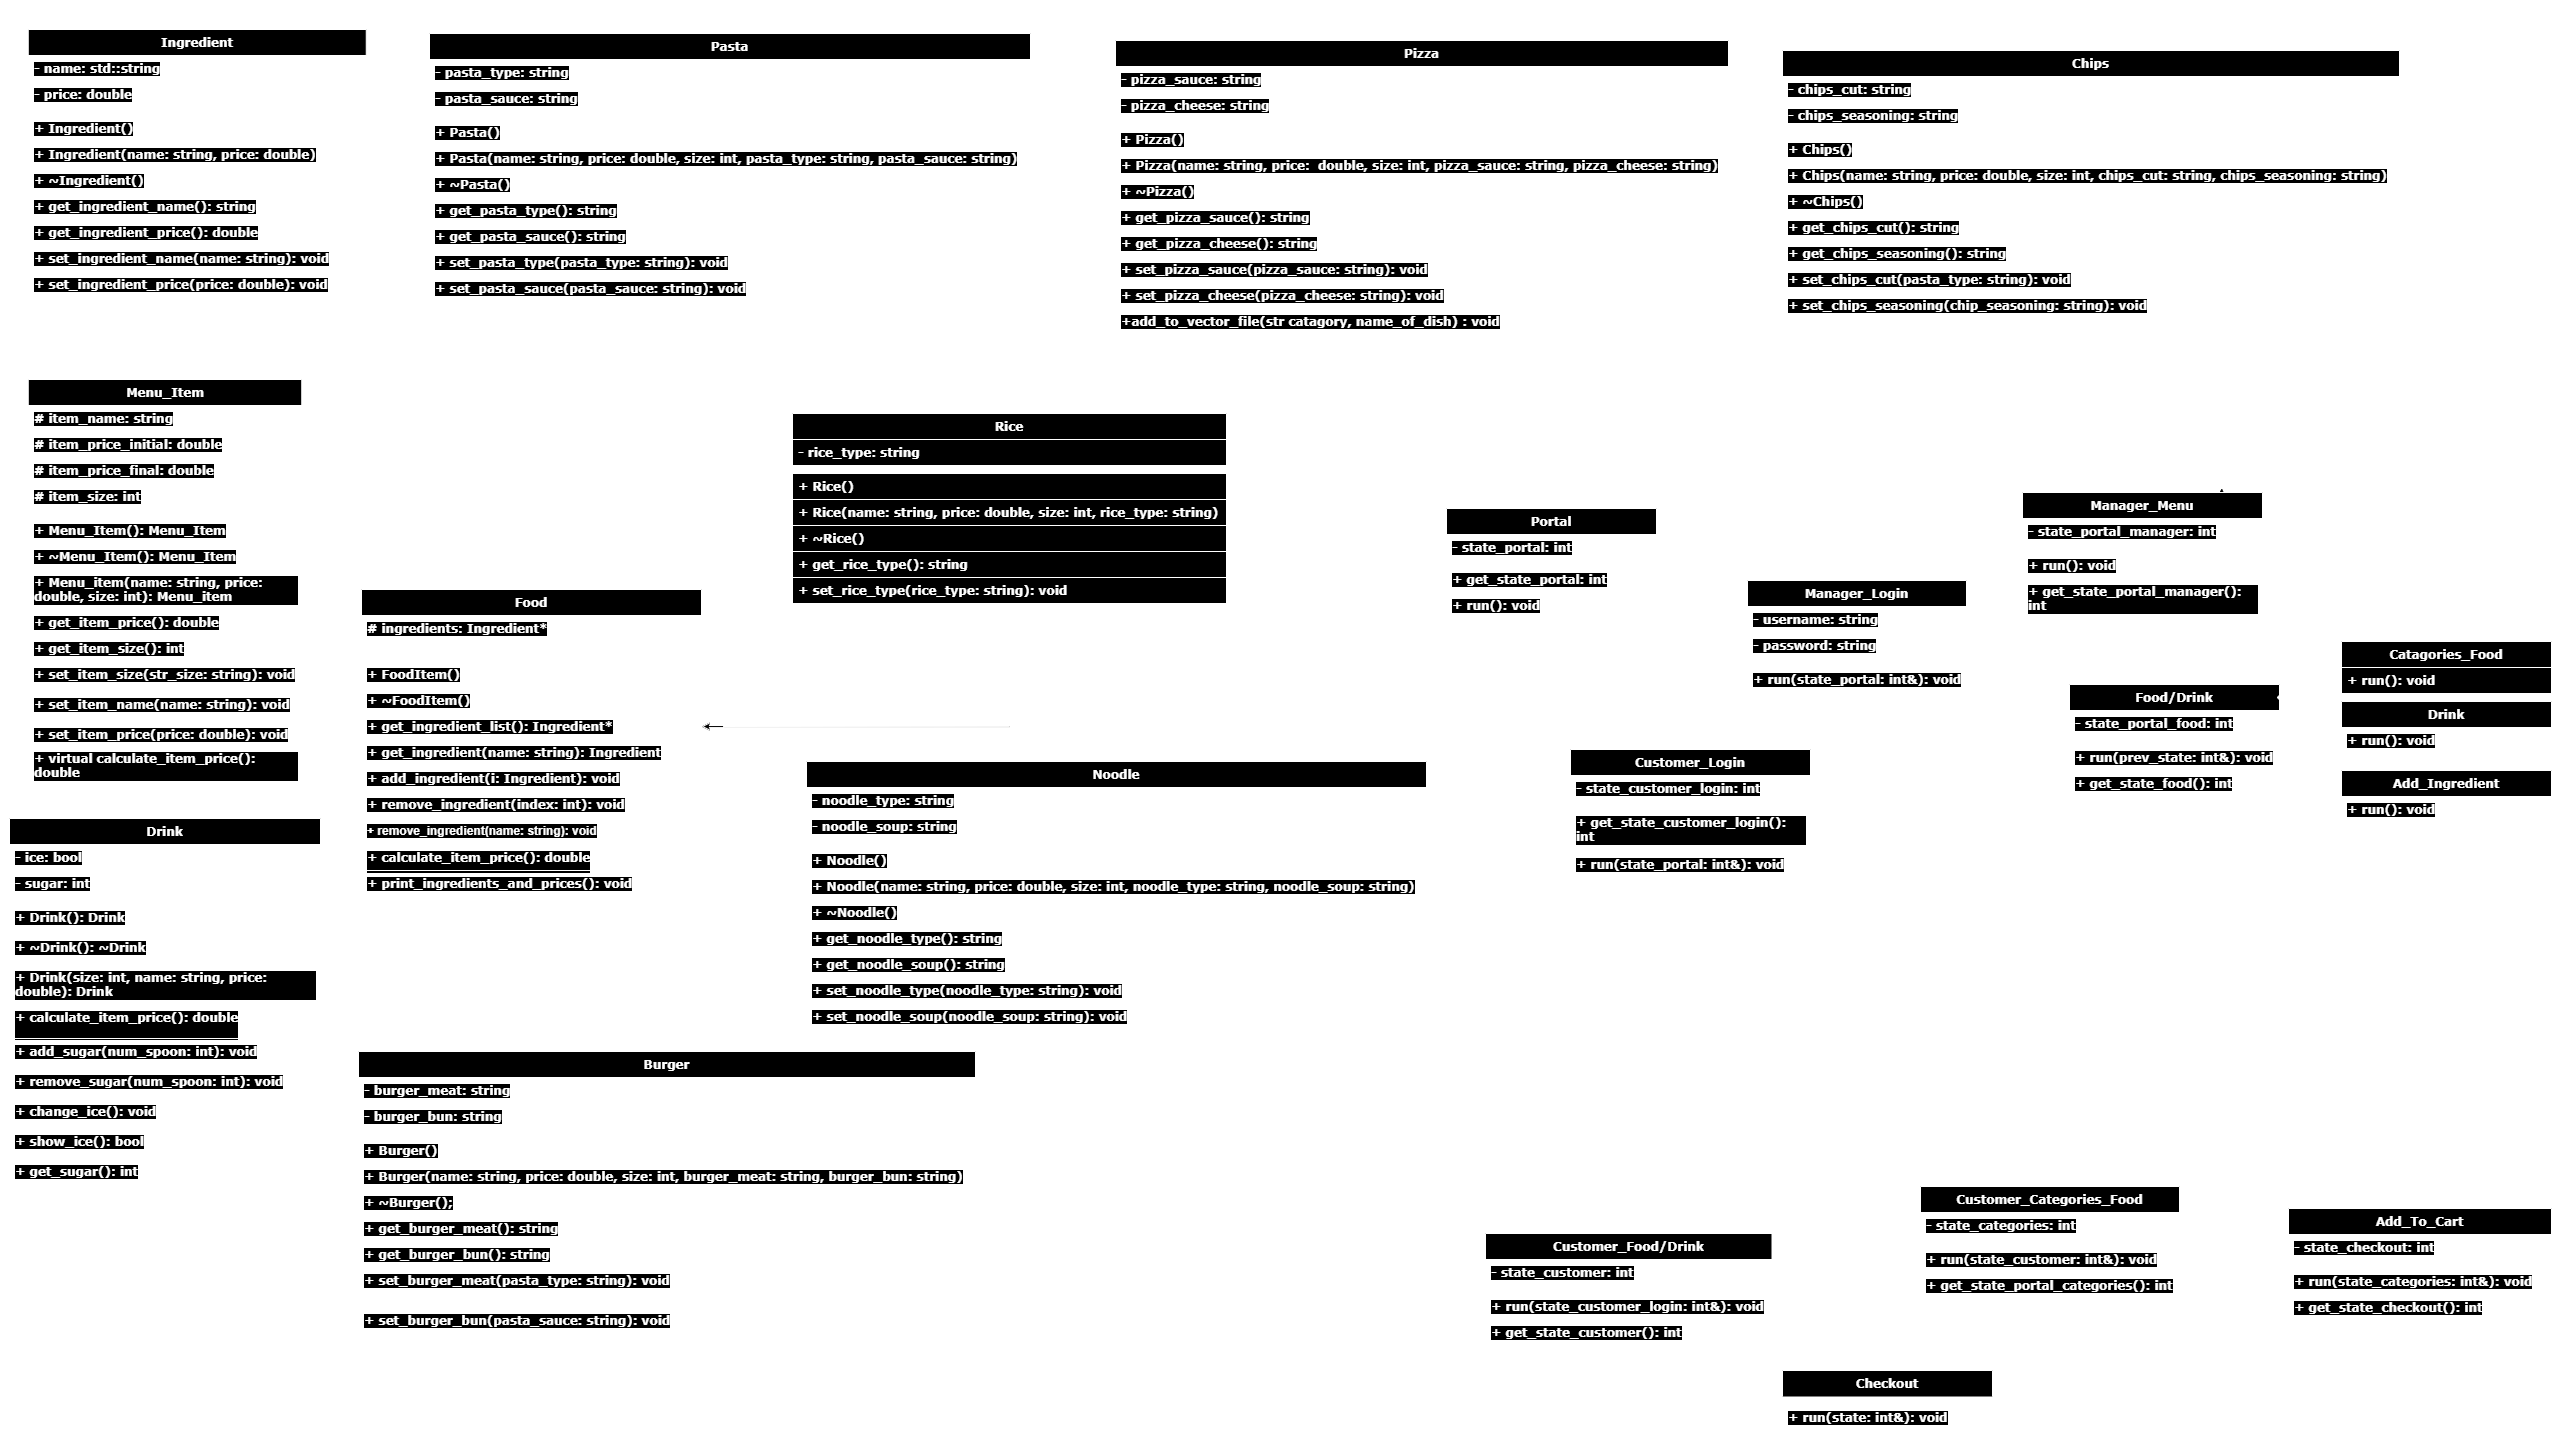 Ingredient
- name: std::string
- price: double
+ Ingredient()
+ Ingredient(name: string, price: double)
+ ~Ingredient()
+ get_ingredient_name(): string
+ get_ingredient_price(): double
+ set_ingredient_name(name: string): void
+ set_ingredient_price(price: double): void
Pasta
- pasta_type: string
- pasta_sauce: string
+ Pasta()
+ Pasta(name: string, price: double, size: int, pasta_type: string, pasta_sauce: string)
+ ~Pasta()
+ get_pasta_type(): string
+ get_pasta_sauce(): string
+ set_pasta_type(pasta_type: string): void
+ set_pasta_sauce(pasta_sauce: string): void
Pizza
- pizza_sauce: string
- pizza_cheese: string
+ Pizza()
+ Pizza(name: string, price:  double, size: int, pizza_sauce: string, pizza_cheese: string)
+ ~Pizza()
+ get_pizza_sauce(): string
+ get_pizza_cheese(): string
+ set_pizza_sauce(pizza_sauce: string): void
+ set_pizza_cheese(pizza_cheese: string): void
+add_to_vector_file(str catagory, name_of_dish) : void
Chips
- chips_cut: string
- chips_seasoning: string
+ Chips()
+ Chips(name: string, price: double, size: int, chips_cut: string, chips_seasoning: string)
+ ~Chips()
+ get_chips_cut(): string
+ get_chips_seasoning(): string
+ set_chips_cut(pasta_type: string): void
+ set_chips_seasoning(chip_seasoning: string): void
Menu_Item
# item_name: string
# item_price_initial: double
# item_price_final: double
# item_size: int
+ Menu_Item(): Menu_Item
+ ~Menu_Item(): Menu_Item
+ Menu_item(name: string, price:
double, size: int): Menu_item
+ get_item_price(): double
+ get_item_size(): int
+ set_item_size(str_size: string): void
+ set_item_name(name: string): void
+ set_item_price(price: double): void
+ virtual calculate_item_price():
double
Food
# ingredients: Ingredient*
+ FoodItem()
+ ~FoodItem()
+ get_ingredient_list(): Ingredient*
+ get_ingredient(name: string): Ingredient
+ add_ingredient(i: Ingredient): void
+ remove_ingredient(index: int): void
+ remove_ingredient(name: string): void
+ calculate_item_price(): double
+ print_ingredients_and_prices(): void
Rice
- rice_type: string
+ Rice()
+ Rice(name: string, price: double, size: int, rice_type: string)
+ ~Rice()
+ get_rice_type(): string
+ set_rice_type(rice_type: string): void
Portal
- state_portal: int
+ get_state_portal: int
+ run(): void
Manager_Login
- username: string
- password: string
+ run(state_portal: int&): void
Manager_Menu
- state_portal_manager: int
+ run(): void
+ get_state_portal_manager():
int
Food/Drink
- state_portal_food: int
+ run(prev_state: int&): void
+ get_state_food(): int
Catagories_Food
+ run(): void
Drink
+ run(): void
Add_Ingredient
+ run(): void
Customer_Login
- state_customer_login: int
+ get_state_customer_login():
int
+ run(state_portal: int&): void
Noodle
- noodle_type: string
- noodle_soup: string
+ Noodle()
+ Noodle(name: string, price: double, size: int, noodle_type: string, noodle_soup: string)
+ ~Noodle()
+ get_noodle_type(): string
+ get_noodle_soup(): string
+ set_noodle_type(noodle_type: string): void
+ set_noodle_soup(noodle_soup: string): void
Drink
- ice: bool
- sugar: int
+ Drink(): Drink
+ ~Drink(): ~Drink
+ Drink(size: int, name: string, price:
double): Drink
+ calculate_item_price(): double
+ add_sugar(num_spoon: int): void
+ remove_sugar(num_spoon: int): void
+ change_ice(): void
+ show_ice(): bool
+ get_sugar(): int
Burger
- burger_meat: string
- burger_bun: string
+ Burger()
+ Burger(name: string, price: double, size: int, burger_meat: string, burger_bun: string)
+ ~Burger();
+ get_burger_meat(): string
+ get_burger_bun(): string
+ set_burger_meat(pasta_type: string): void
+ set_burger_bun(pasta_sauce: string): void
Customer_Food/Drink
- state_customer: int
+ run(state_customer_login: int&): void
+ get_state_customer(): int
Customer_Categories_Food
- state_categories: int
+ run(state_customer: int&): void
+ get_state_portal_categories(): int
Add_To_Cart
- state_checkout: int
+ run(state_categories: int&): void
+ get_state_checkout(): int
Checkout
+ run(state: int&): void